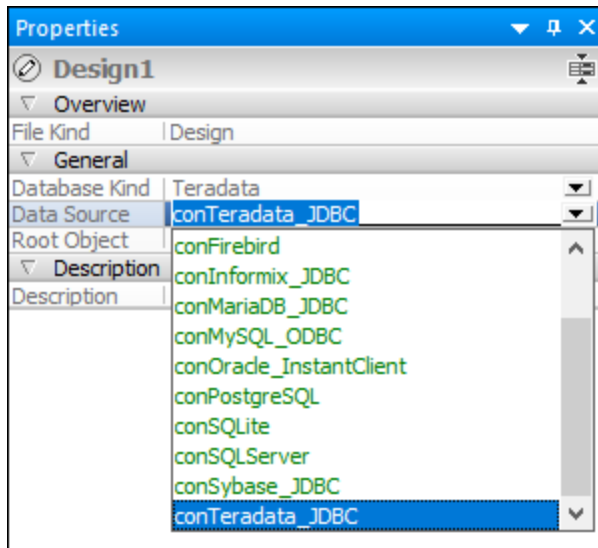 Properties
Design1
Overview
File Kind Design
General
Database Kind Teradata
Data Source conTeradata_JDBC
Root Object
Description
Description
conFirebird
conInformix_JDBC
conMariaDB_JDBC
conMySQL_ODBC
conOracle_InstantClient
conPostgreSQL
conSQLite
conSQLServer
conSybase_JDBC
conTeradata_JDBC